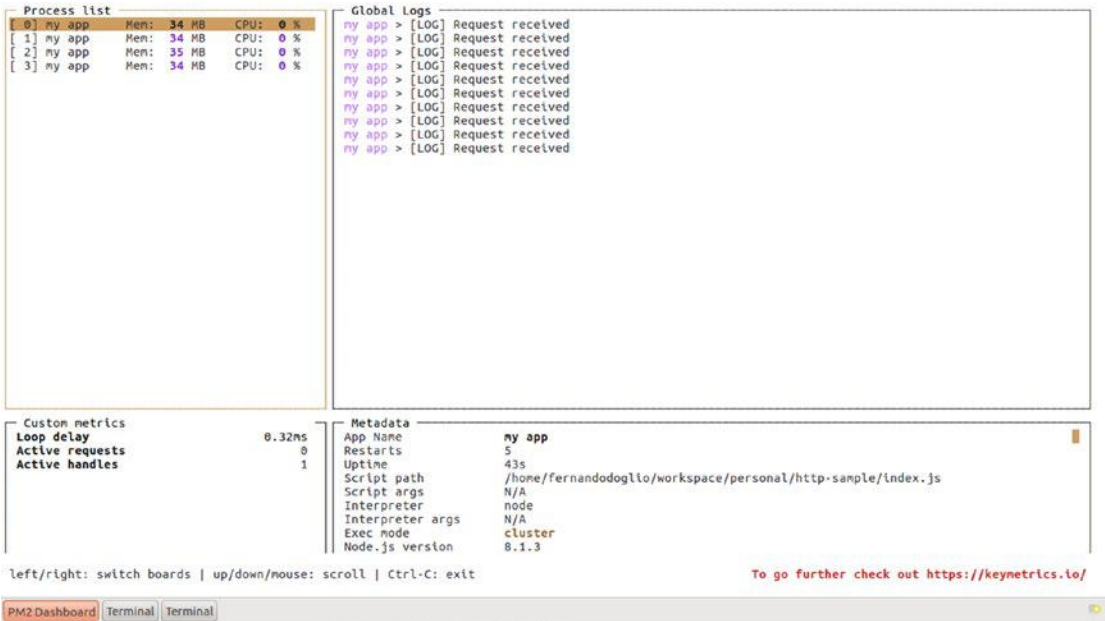 Process list
[ 0] my app Mem: 34 MB CPU: 0 %
[ 1] my app Mem: 34 MB CPU: 0 %
[ 2] my app Mem: 35 MB CPU: 0 %
[ 3] my app Mem: 34 MB CPU: 0 %
Global Logs
my app > [LOG] Request received
my app > [LOG] Request received
my app > [LOG] Request received
my app > [LOG] Request received
my app > [LOG] Request received
my app > [LOG] Request received
my app > [LOG] Request received
my app > [LOG] Request received
my app > [LOG] Request received
my app > [LOG] Request received
Custom metrics
Loop delay 0.32ms
Active requests 0
Active handles 1
Metadata
App Name my app
Restarts 5
Uptime 43s
Script path /home/fernandodoglio/workspace/personal/http-sample/index.js
Script args N/A
Interpreter node
Interpreter args N/A
Exec mode cluster
Node.js version 8.1.3
left/right: switch boards | up/down/mouse: scroll | Ctrl-C: exit
To go further check out https://keymetrics.io/
PM2 Dashboard Terminal Terminal